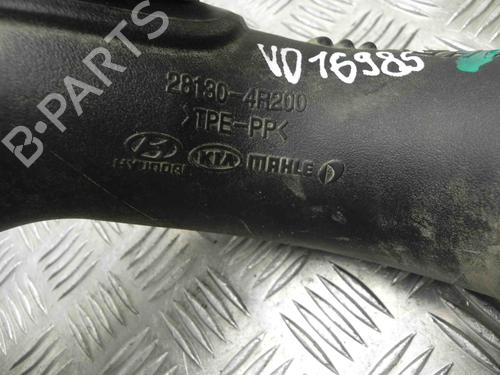 VD16985
28130-4R200
>TPE-PP<
HYUNDAI KIA MAHLE
B-PARTS